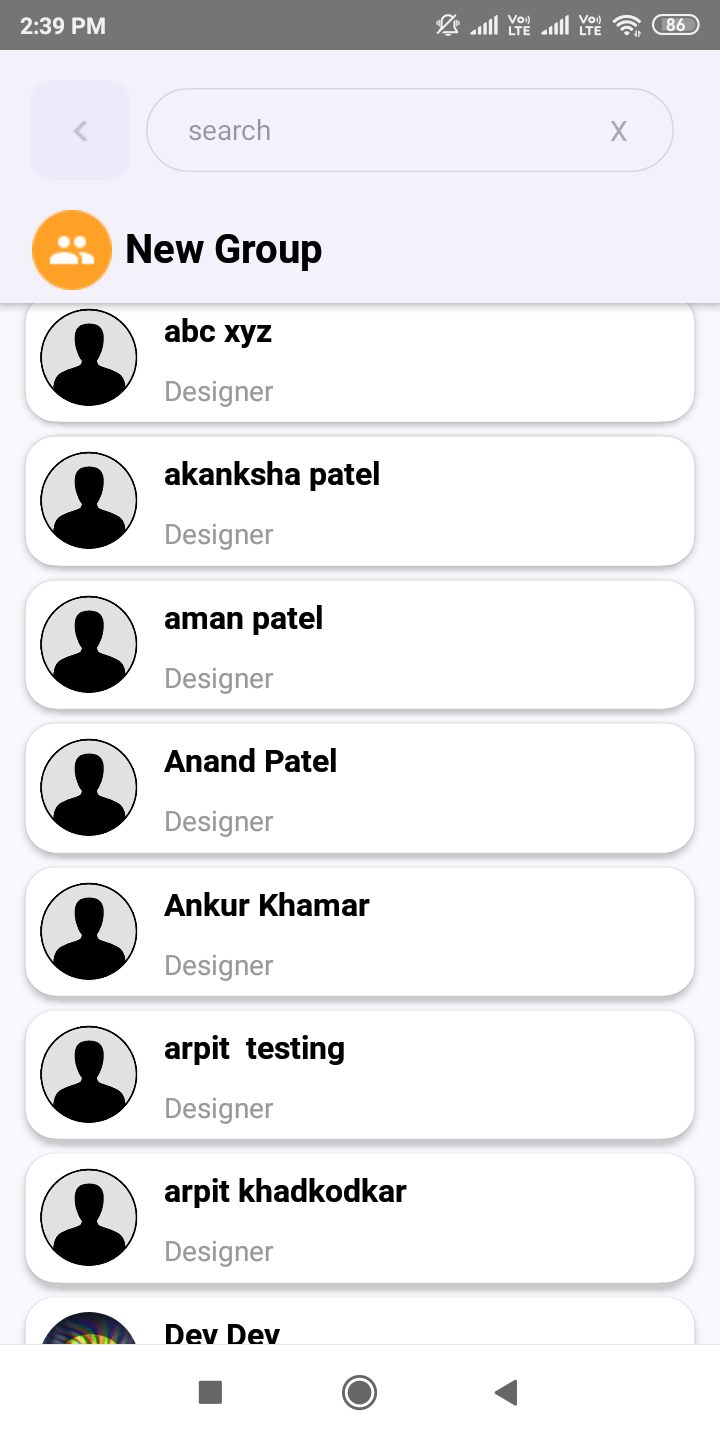 2:39 PM
Vo) LTE Vo) LTE 86
search X
New Group
abc xyz
Designer
akanksha patel
Designer
aman patel
Designer
Anand Patel
Designer
Ankur Khamar
Designer
arpit  testing
Designer
arpit khadkodkar
Designer
Dev Dev